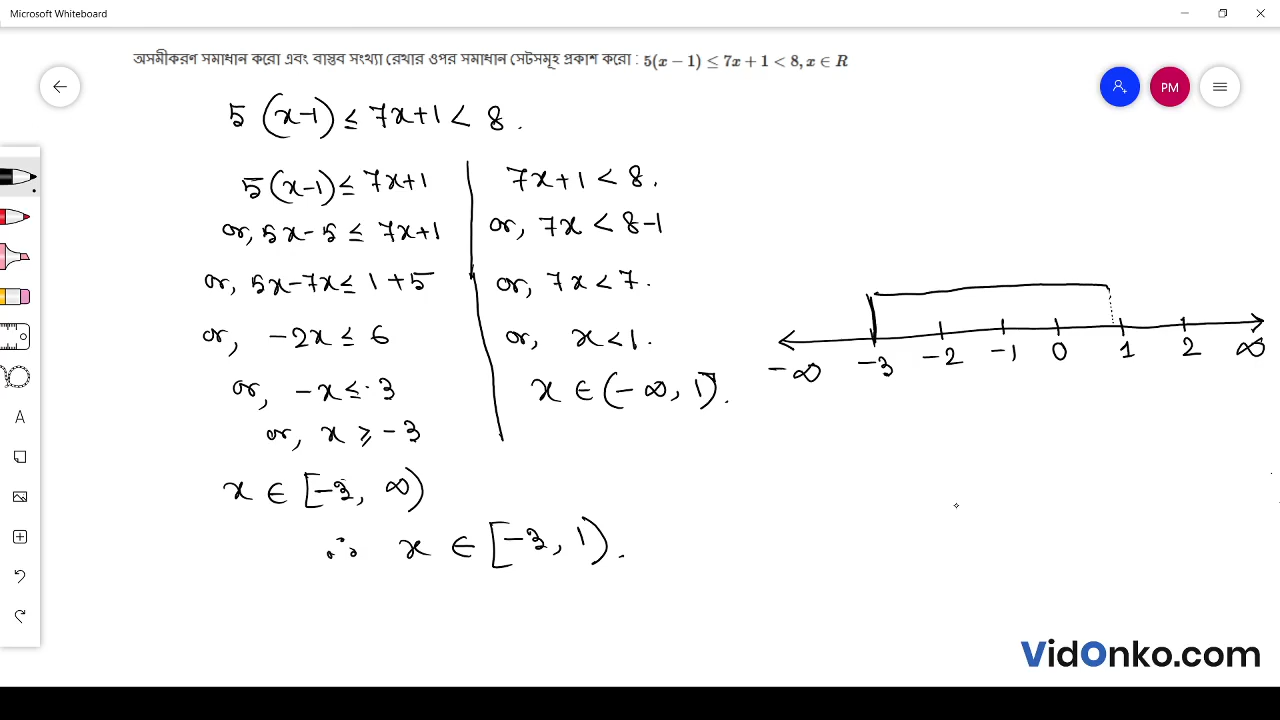 Microsoft Whiteboard
অসমীকরণ সমাধান করো এবং বাস্তব সংখ্যা রেখার ওপর সমাধান সেটসমূহ প্রকাশ করো : 5(x − 1) ≤ 7x + 1 < 8, x ∈ R
PM
5 (x-1) ≤ 7x+1 < 8 .
5(x-1) ≤ 7x+1
or, 5x-5 ≤ 7x+1
or, 5x-7x ≤ 1+5
or, -2x ≤ 6
or, -x ≤ 3
or, x ≥ -3
x ∈ [-3, ∞)
7x+1 < 8.
or, 7x < 8-1
or, 7x < 7.
or, x < 1.
x ∈ (-∞, 1).
∴ x ∈ [-3, 1).
-∞ -3 -2 -1 0 1 2 ∞
A
VidOnko.com